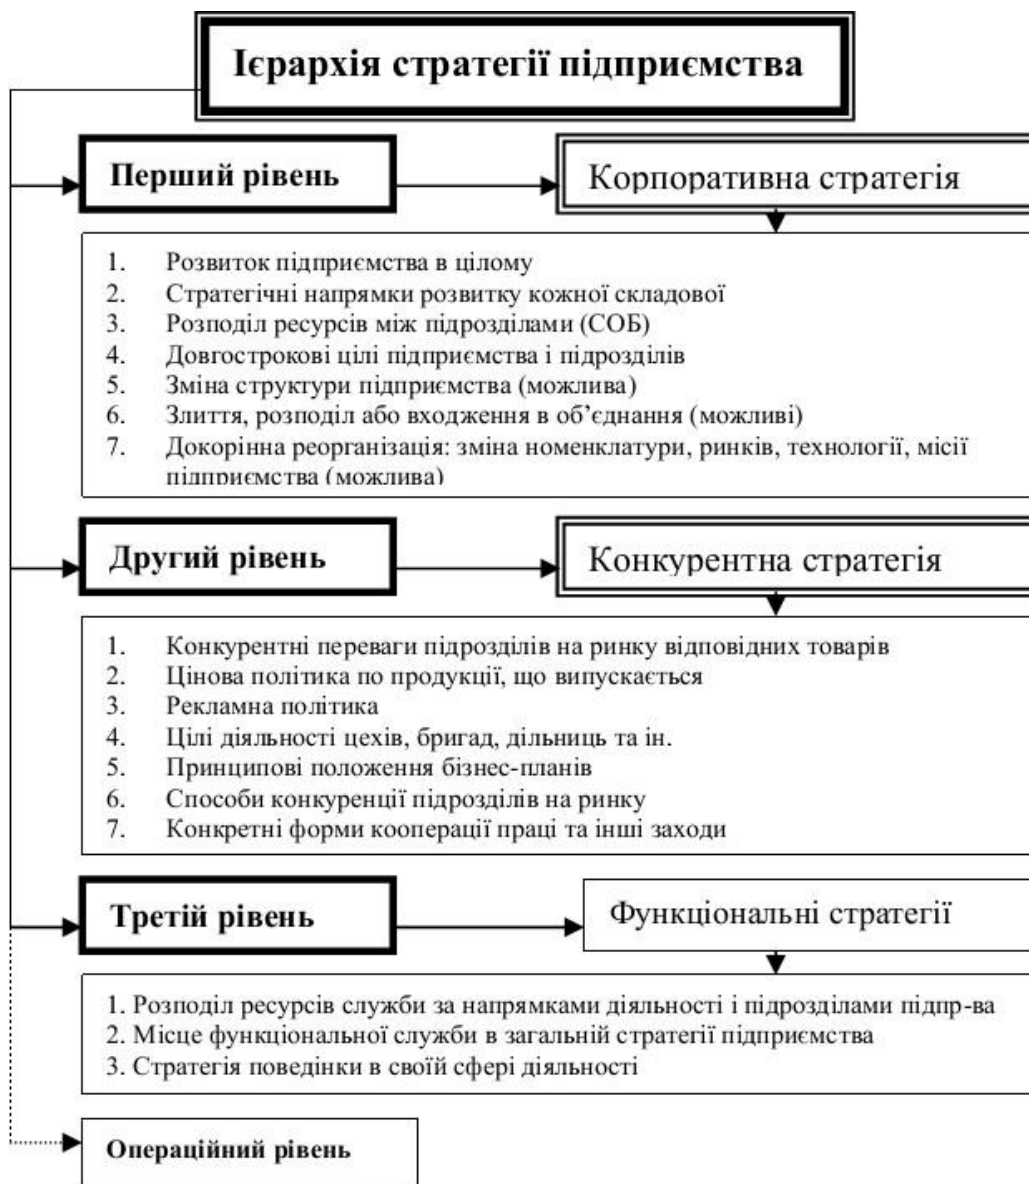 Ієрархія стратегії підприємства
Перший рівень
Корпоративна стратегія
1. Розвиток підприємства в цілому
2. Стратегічні напрямки розвитку кожної складової
3. Розподіл ресурсів між підрозділами (СОБ)
4. Довгострокові цілі підприємства і підрозділів
5. Зміна структури підприємства (можлива)
6. Злиття, розподіл або входження в об’єднання (можливі)
7. Докорінна реорганізація: зміна номенклатури, ринків, технології, місії
підприємства (можлива)
Другий рівень
Конкурентна стратегія
1. Конкурентні переваги підрозділів на ринку відповідних товарів
2. Цінова політика по продукції, що випускається
3. Рекламна політика
4. Цілі діяльності цехів, бригад, дільниць та ін.
5. Принципові положення бізнес-планів
6. Способи конкуренції підрозділів на ринку
7. Конкретні форми кооперації праці та інші заходи
Третій рівень
Функціональні стратегії
1. Розподіл ресурсів служби за напрямками діяльності і підрозділами підпр-ва
2. Місце функціональної служби в загальній стратегії підприємства
3. Стратегія поведінки в своїй сфері діяльності
Операційний рівень